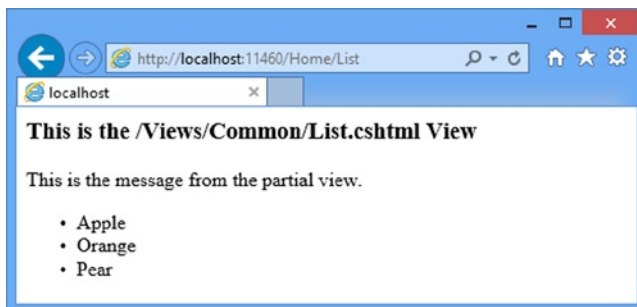 http://localhost:11460/Home/List
localhost
This is the /Views/Common/List.cshtml View
This is the message from the partial view.
• Apple
• Orange
• Pear